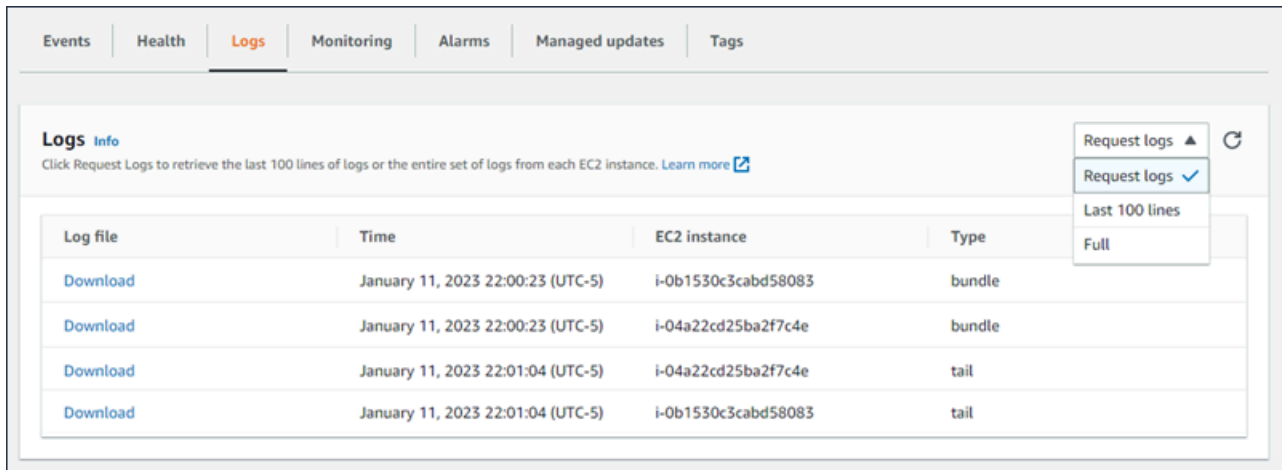 Events Health Logs Monitoring Alarms Managed updates Tags
Logs Info
Request logs
Click Request Logs to retrieve the last 100 lines of logs or the entire set of logs from each EC2 instance. Learn more
Request logs
Last 100 lines
Full
Log file Time EC2 instance Type
Download January 11, 2023 22:00:23 (UTC-5) i-0b1530c3cabd58083 bundle
Download January 11, 2023 22:00:23 (UTC-5) i-04a22cd25ba2f7c4e bundle
Download January 11, 2023 22:01:04 (UTC-5) i-04a22cd25ba2f7c4e tail
Download January 11, 2023 22:01:04 (UTC-5) i-0b1530c3cabd58083 tail